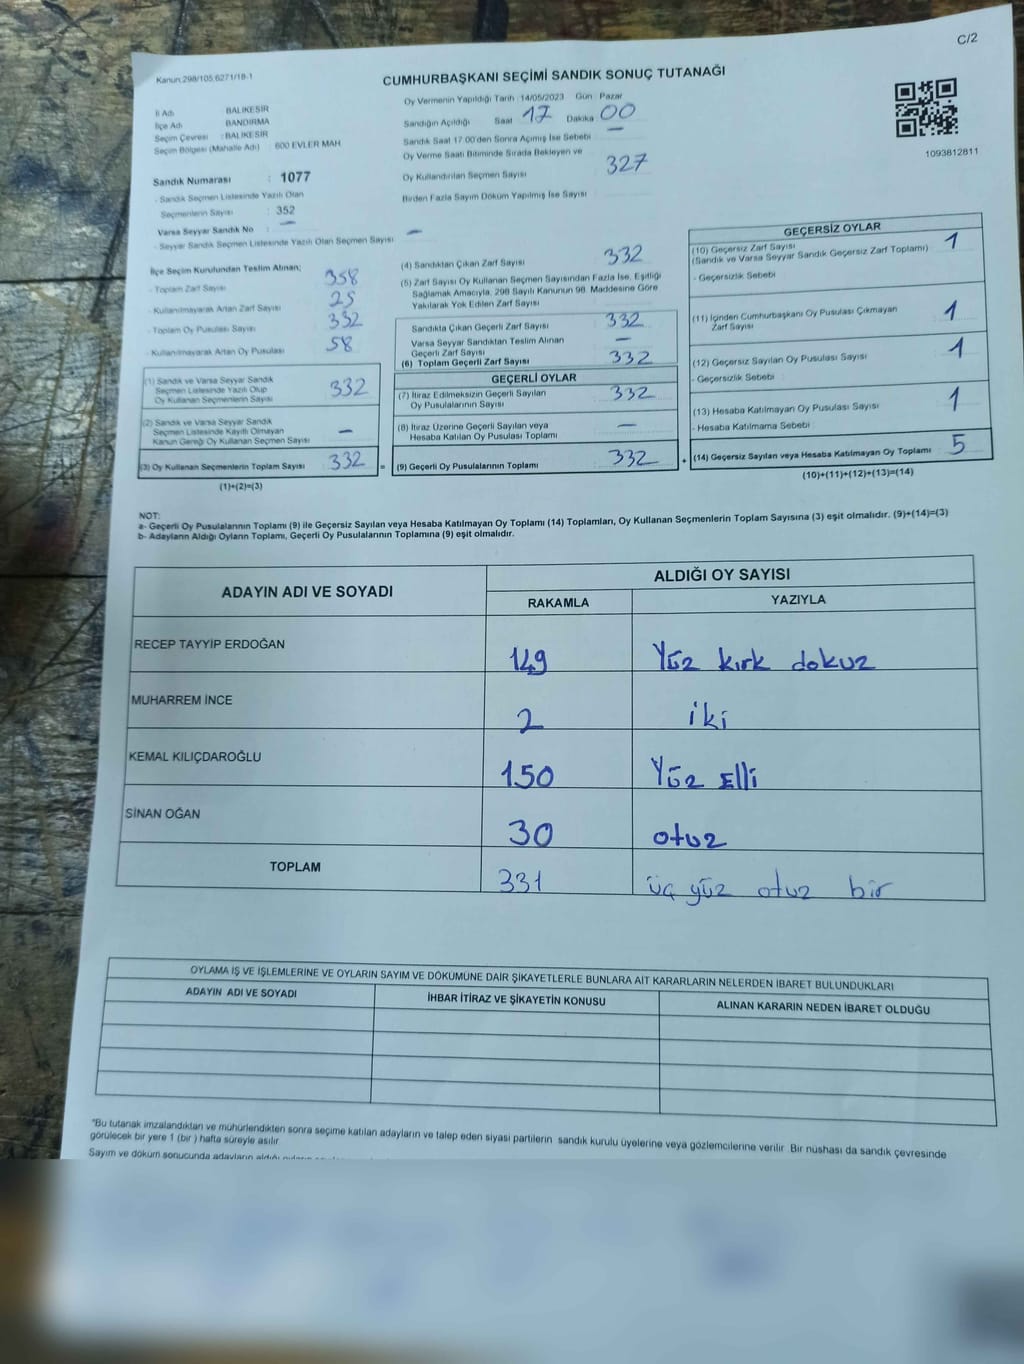 C/2
Kanun:298/105.6271/18-1
CUMHURBAŞKANI SEÇİMİ SANDIK SONUÇ TUTANAĞI
İl Adı BALIKESİR
İlçe Adı BANDIRMA
Seçim Çevresi : BALIKESİR
Seçim Bölgesi (Mahalle Adı) : 600 EVLER MAH
Oy Vermenin Yapıldığı Tarih 14/05/2023 Gün Pazar
Sandığın Açıldığı Saat 17 Dakika 00
Sandık Saat 17:00'den Sonra Açımış İse Sebebi —
Oy Verme Saati Bitiminde Sırada Bekleyen ve
Oy Kullandırılan Seçmen Sayısı 327
Birden Fazla Sayım Döküm Yapılmış İse Sayısı
1093812811
Sandık Numarası : 1077
- Sandık Seçmen Listesinde Yazılı Olan
Seçmenlerin Sayısı : 352
Varsa Seyyar Sandık No : —
- Seyyar Sandık Seçmen Listesinde Yazılı Olan Seçmen Sayısı —
İlçe Seçim Kurulundan Teslim Alınan;
- Toplam Zarf Sayısı 358
- Kullanılmayarak Artan Zarf Sayısı 25
- Toplam Oy Pusulası Sayısı 332
- Kullanılmayarak Artan Oy Pusulası 58
(1) Sandık ve Varsa Seyyar Sandık
Seçmen Listesinde Yazılı Olup
Oy Kullanan Seçmenlerin Sayısı 332
(2) Sandık ve Varsa Seyyar Sandık
Seçmen Listesinde Kayıtlı Olmayan
Kanun Gereği Oy Kullanan Seçmen Sayısı —
(3) Oy Kullanan Seçmenlerin Toplam Sayısı 332 =
(1)+(2)=(3)
(4) Sandıktan Çıkan Zarf Sayısı 332
(5) Zarf Sayısı Oy Kullanan Seçmen Sayısından Fazla İse, Eşitliği
Sağlamak Amacıyla, 298 Sayılı Kanunun 98. Maddesine Göre
Yakılarak Yok Edilen Zarf Sayısı
Sandıkta Çıkan Geçerli Zarf Sayısı 332
Varsa Seyyar Sandıktan Teslim Alınan
Geçerli Zarf Sayısı —
(6) Toplam Geçerli Zarf Sayısı 332
GEÇERLİ OYLAR
(7) İtiraz Edilmeksizin Geçerli Sayılan
Oy Pusulalarının Sayısı 332
(8) İtiraz Üzerine Geçerli Sayılan veya
Hesaba Katılan Oy Pusulası Toplamı —
(9) Geçerli Oy Pusulalarının Toplamı 332 +
GEÇERSİZ OYLAR
(10) Geçersiz Zarf Sayısı 1
(Sandık ve Varsa Seyyar Sandık Geçersiz Zarf Toplamı)
- Geçersizlik Sebebi
(11) İçinden Cumhurbaşkanı Oy Pusulası Çıkmayan 1
Zarf Sayısı
(12) Geçersiz Sayılan Oy Pusulası Sayısı 1
- Geçersizlik Sebebi
(13) Hesaba Katılmayan Oy Pusulası Sayısı 1
- Hesaba Katılmama Sebebi
(14) Geçersiz Sayılan veya Hesaba Katılmayan Oy Toplamı 5
(10)+(11)+(12)+(13)=(14)
NOT:
a- Geçerli Oy Pusulalarının Toplamı (9) ile Geçersiz Sayılan veya Hesaba Katılmayan Oy Toplamı (14) Toplamları, Oy Kullanan Seçmenlerin Toplam Sayısına (3) eşit olmalıdır. (9)+(14)=(3)
b- Adayların Aldığı Oyların Toplamı, Geçerli Oy Pusulalarının Toplamına (9) eşit olmalıdır.
ADAYIN ADI VE SOYADI ALDIĞI OY SAYISI
RAKAMLA YAZIYLA
RECEP TAYYİP ERDOĞAN 149 Yüz kırk dokuz
MUHARREM İNCE 2 iki
KEMAL KILIÇDAROĞLU 150 Yüz Elli
SİNAN OĞAN 30 otuz
TOPLAM 331 üç yüz otuz bir
OYLAMA İŞ VE İŞLEMLERİNE VE OYLARIN SAYIM VE DÖKÜMÜNE DAİR ŞİKAYETLERLE BUNLARA AİT KARARLARIN NELERDEN İBARET BULUNDUKLARI
ADAYIN ADI VE SOYADI İHBAR İTİRAZ VE ŞİKAYETİN KONUSU ALINAN KARARIN NEDEN İBARET OLDUĞU
"Bu tutanak imzalandıktan ve mühürlendikten sonra seçime katılan adayların ve talep eden siyasi partilerin sandık kurulu üyelerine veya gözlemcilerine verilir. Bir nüshası da sandık çevresinde
görülecek bir yere 1 (bir ) hafta süreyle asılır.
Sayım ve döküm sonucunda adayların aldığı